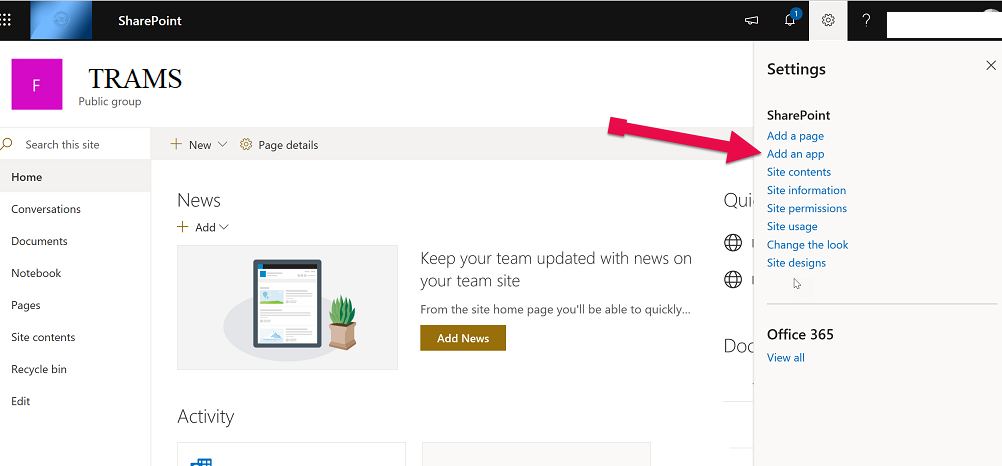 SharePoint
1
?
F
TRAMS
Public group
Search this site
Home
Conversations
Documents
Notebook
Pages
Site contents
Recycle bin
Edit
New
Page details
News
Add
Keep your team updated with news on
your team site
From the site home page you'll be able to quickly...
Add News
Activity
Qui
Doc
Settings
SharePoint
Add a page
Add an app
Site contents
Site information
Site permissions
Site usage
Change the look
Site designs
Office 365
View all